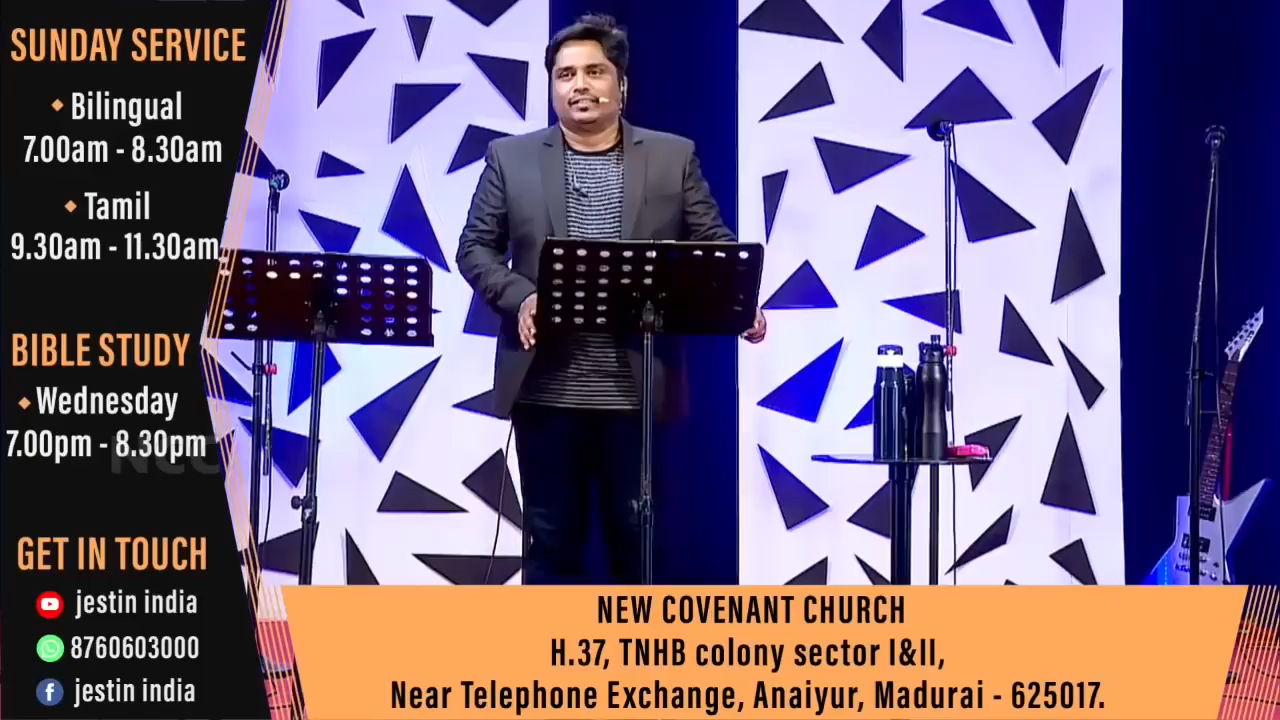 SUNDAY SERVICE
Bilingual
7.00am - 8.30am
Tamil
9.30am - 11.30am
BIBLE STUDY
Wednesday
7.00pm - 8.30pm
GET IN TOUCH
jestin india
8760603000
jestin india
NEW COVENANT CHURCH
H.37, TNHB colony sector I&II,
Near Telephone Exchange, Anaiyur, Madurai - 625017.